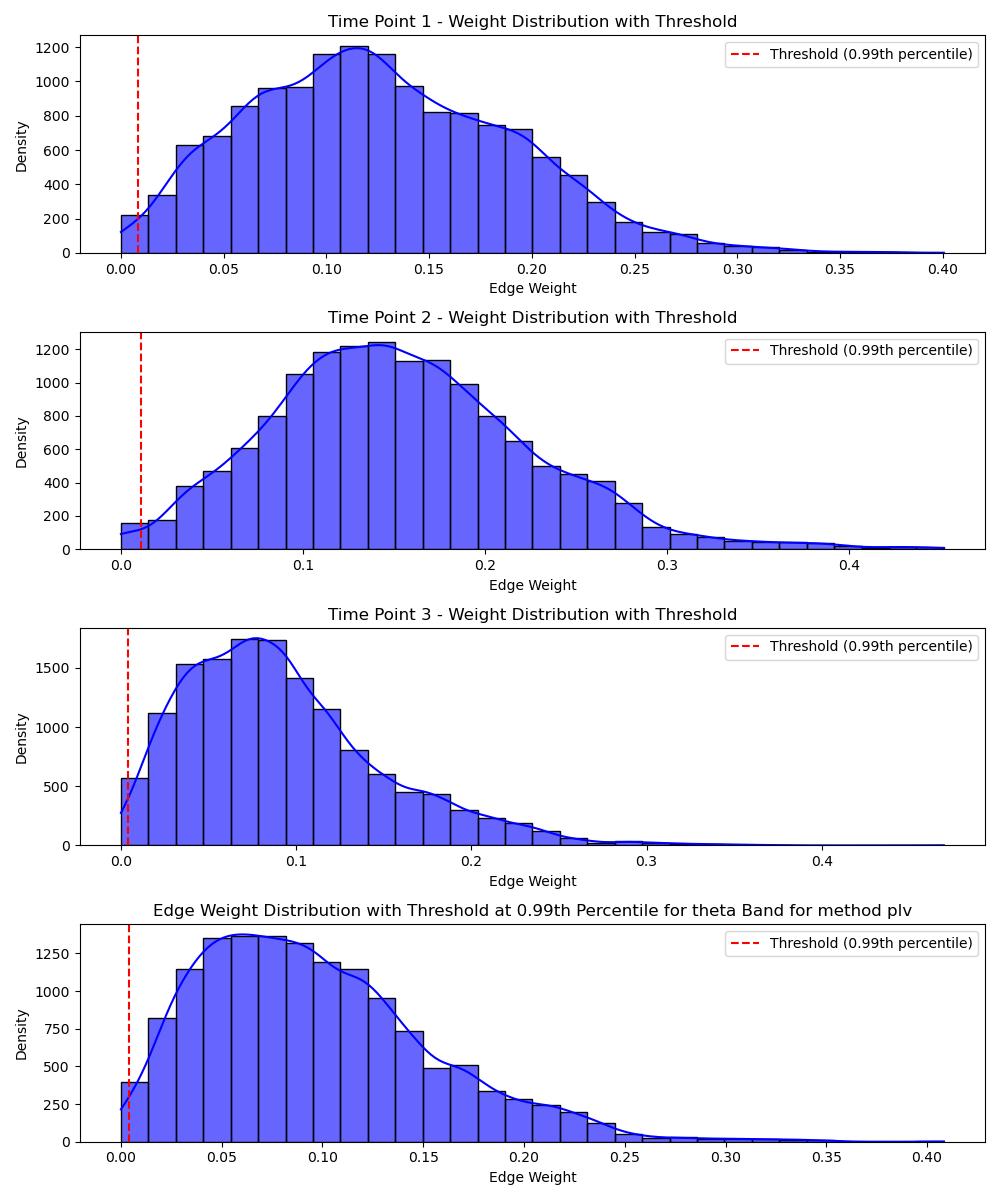 Time Point 1 - Weight Distribution with Threshold
Threshold (0.99th percentile)
Density
1200
1000
800
600
400
200
0
0.00 0.05 0.10 0.15 0.20 0.25 0.30 0.35 0.40
Edge Weight
Time Point 2 - Weight Distribution with Threshold
Threshold (0.99th percentile)
Density
1200
1000
800
600
400
200
0
0.0 0.1 0.2 0.3 0.4
Edge Weight
Time Point 3 - Weight Distribution with Threshold
Threshold (0.99th percentile)
Density
1500
1000
500
0
0.0 0.1 0.2 0.3 0.4
Edge Weight
Edge Weight Distribution with Threshold at 0.99th Percentile for theta Band for method plv
Threshold (0.99th percentile)
Density
1250
1000
750
500
250
0
0.00 0.05 0.10 0.15 0.20 0.25 0.30 0.35 0.40
Edge Weight